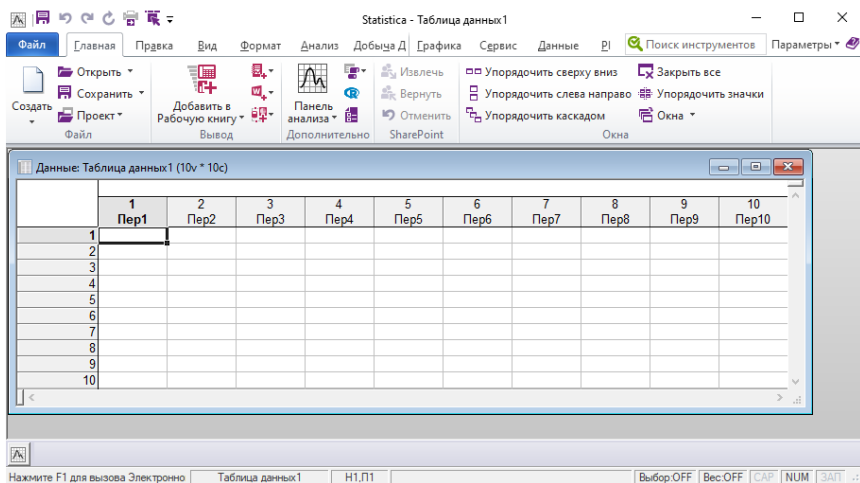 Statistica - Таблица данных1
Файл Главная Правка Вид Формат Анализ Добыча Д Графика Сервис Данные Pl Поиск инструментов Параметры
Создать
Открыть
Сохранить
Проект
Файл
Добавить в
Рабочую книгу
Вывод
Панель
анализа
Дополнительно
Извлечь
Вернуть
Отменить
SharePoint
Упорядочить сверху вниз
Упорядочить слева направо
Упорядочить каскадом
Закрыть все
Упорядочить значки
Окна
Окна
Данные: Таблица данных1 (10v * 10c)
1 2 3 4 5 6 7 8 9 10
Пер1 Пер2 Пер3 Пер4 Пер5 Пер6 Пер7 Пер8 Пер9 Пер10
1
2
3
4
5
6
7
8
9
10
Нажмите F1 для вызова Электронно Таблица данных1 Н1,П1 Выбор:OFF Вес:OFF CAP NUM ЗАП